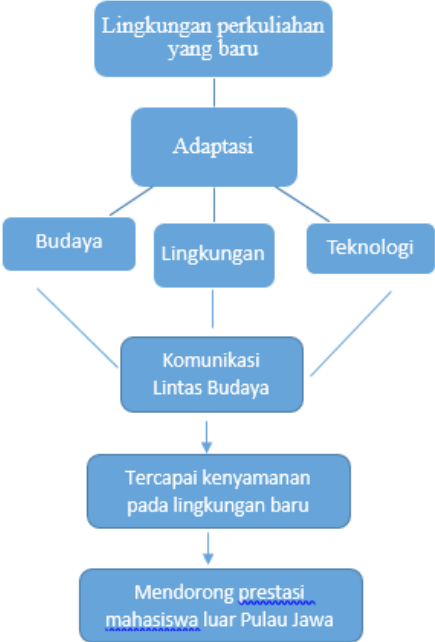 Lingkungan perkuliahan
yang baru
Adaptasi
Budaya
Lingkungan
Teknologi
Komunikasi
Lintas Budaya
Tercapai kenyamanan
pada lingkungan baru
Mendorong prestasi
mahasiswa luar Pulau Jawa